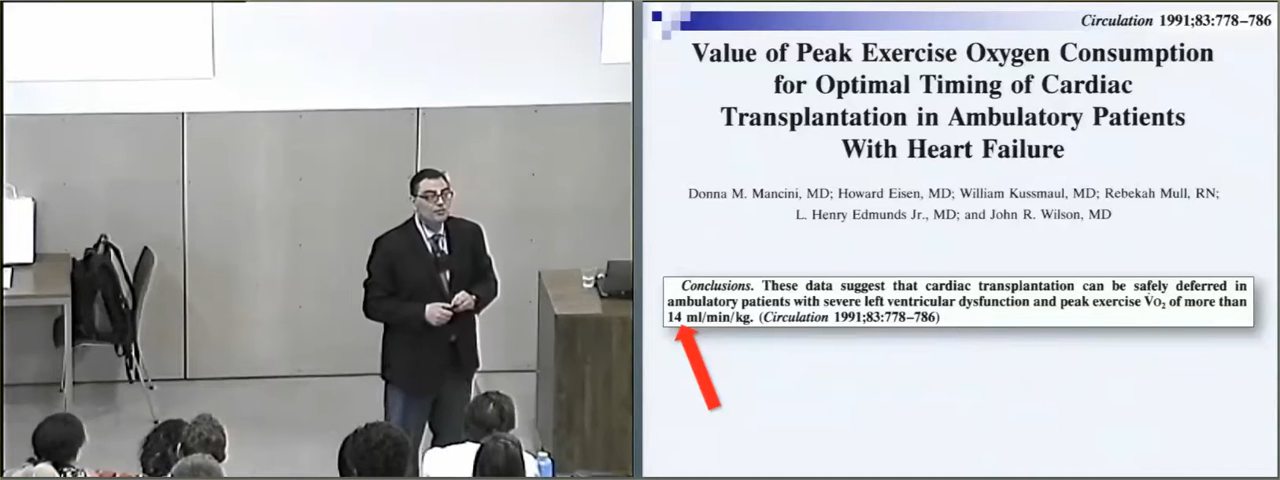 Circulation 1991;83:778–786
Value of Peak Exercise Oxygen Consumption
for Optimal Timing of Cardiac
Transplantation in Ambulatory Patients
With Heart Failure
Donna M. Mancini, MD; Howard Eisen, MD; William Kussmaul, MD; Rebekah Mull, RN;
L. Henry Edmunds Jr., MD; and John R. Wilson, MD
Conclusions. These data suggest that cardiac transplantation can be safely deferred in
ambulatory patients with severe left ventricular dysfunction and peak exercise V̇O₂ of more than
14 ml/min/kg. (Circulation 1991;83:778–786)